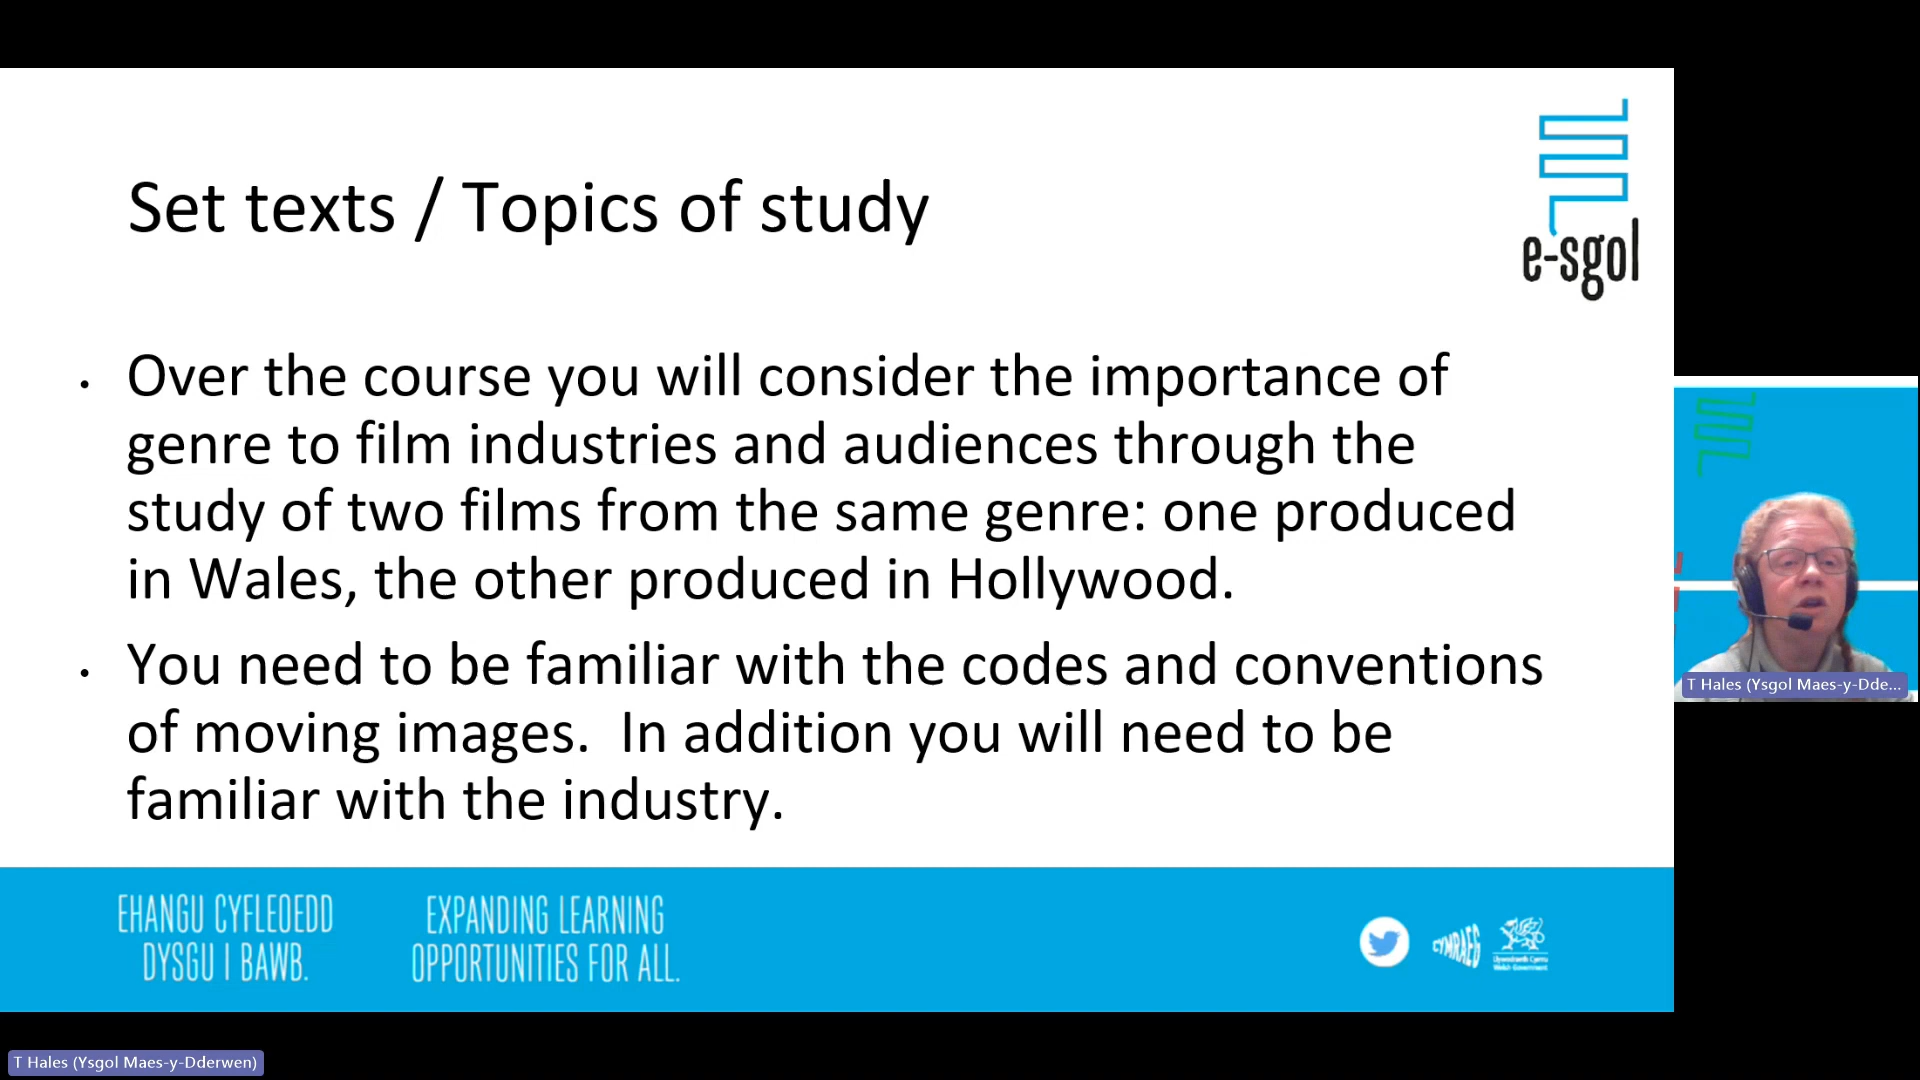 Set texts / Topics of study
e-sgol
• Over the course you will consider the importance of
genre to film industries and audiences through the
study of two films from the same genre: one produced
in Wales, the other produced in Hollywood.
• You need to be familiar with the codes and conventions
of moving images.  In addition you will need to be
familiar with the industry.
T Hales (Ysgol Maes-y-Dde...
EHANGU CYFLEOEDD
DYSGU I BAWB.
EXPANDING LEARNING
OPPORTUNITIES FOR ALL.
CYMRAEG
Llywodraeth Cymru
Welsh Government
T Hales (Ysgol Maes-y-Dderwen)